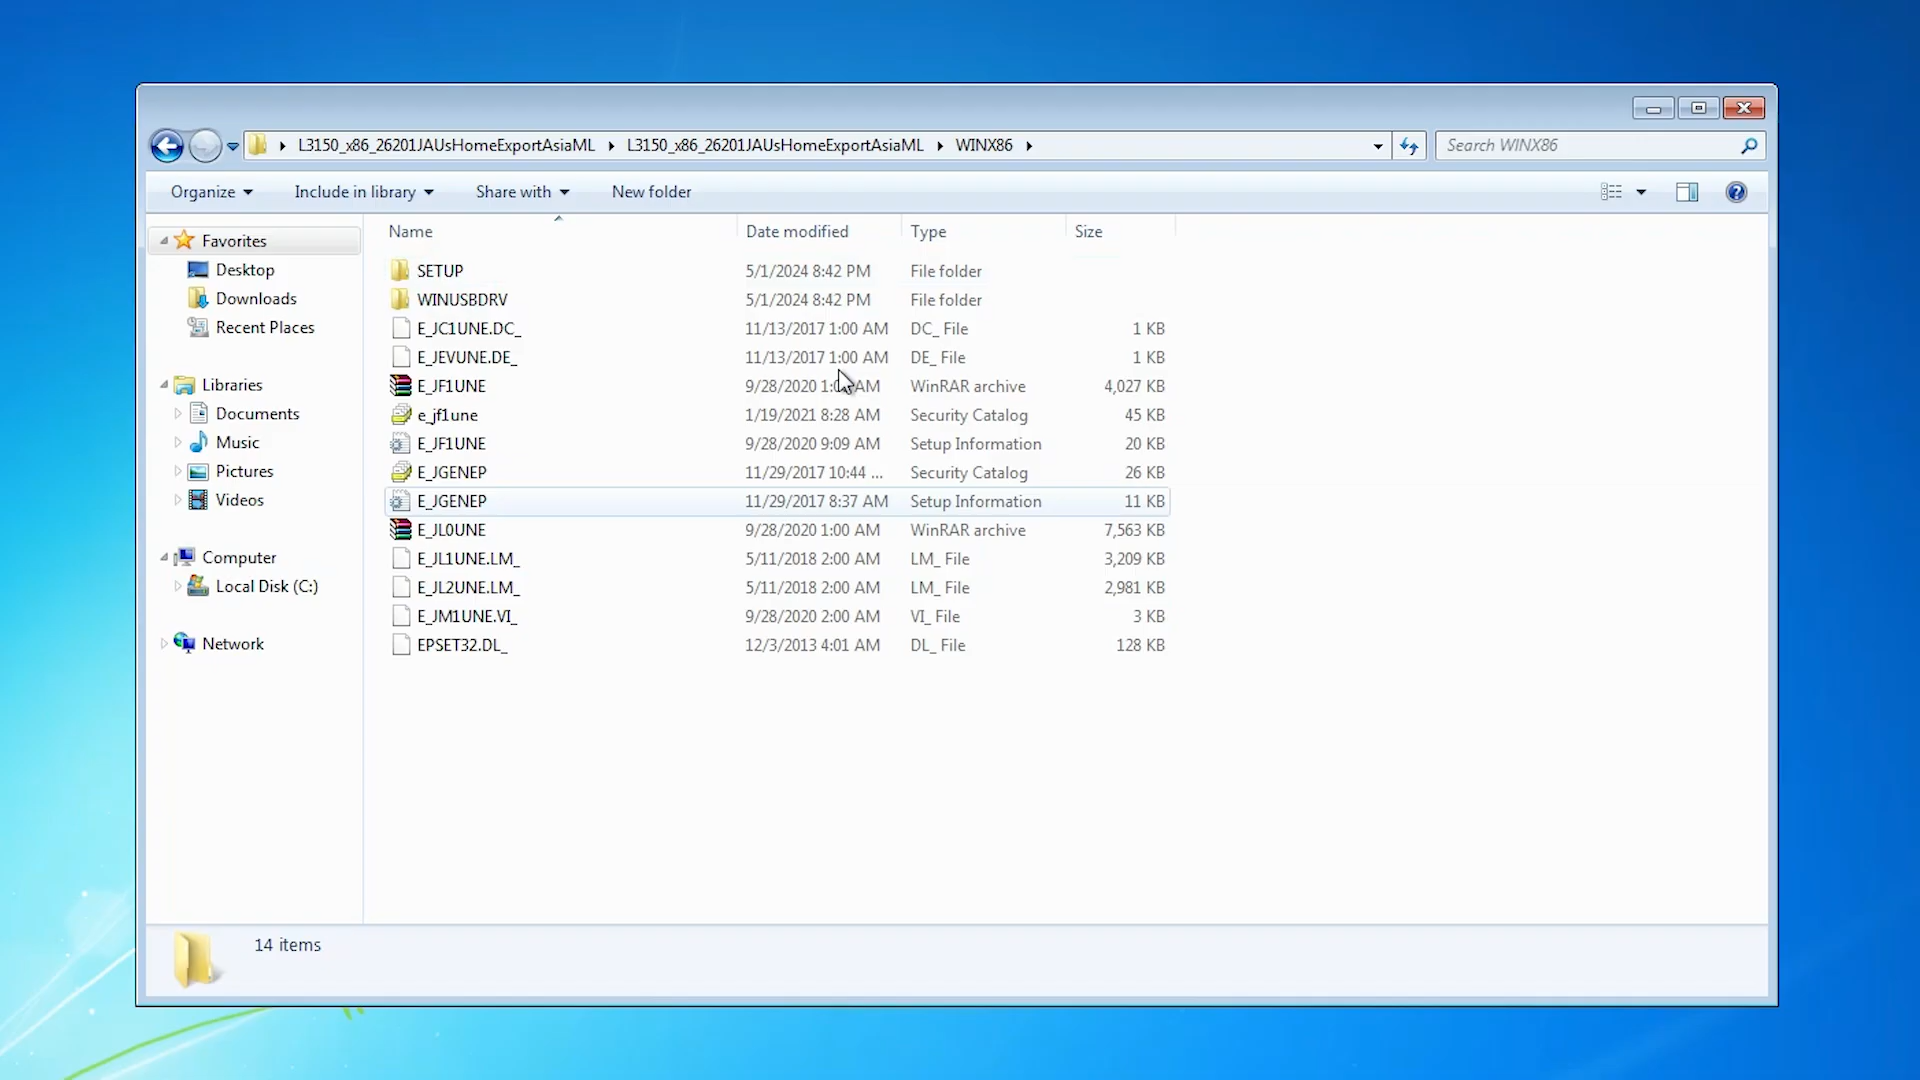 L3150_x86_26201JAUsHomeExportAsiaML L3150_x86_26201JAUsHomeExportAsiaML WINX86 Search WINX86
Organize Include in library Share with New folder
Name Date modified Type Size
Favorites
Desktop
Downloads
Recent Places
Libraries
Documents
Music
Pictures
Videos
Computer
Local Disk (C:)
Network
SETUP 5/1/2024 8:42 PM File folder
WINUSBDRV 5/1/2024 8:42 PM File folder
E_JC1UNE.DC_ 11/13/2017 1:00 AM DC_ File 1 KB
E_JEVUNE.DE_ 11/13/2017 1:00 AM DE_ File 1 KB
E_JF1UNE 9/28/2020 AM WinRAR archive 4,027 KB
e_jf1une 1/19/2021 8:28 AM Security Catalog 45 KB
E_JF1UNE 9/28/2020 9:09 AM Setup Information 20 KB
E_JGENEP 11/29/2017 10:44 ... Security Catalog 26 KB
E_JGENEP 11/29/2017 8:37 AM Setup Information 11 KB
E_JL0UNE 9/28/2020 1:00 AM WinRAR archive 7,563 KB
E_JL1UNE.LM_ 5/11/2018 2:00 AM LM_ File 3,209 KB
E_JL2UNE.LM_ 5/11/2018 2:00 AM LM_ File 2,981 KB
E_JM1UNE.VI_ 9/28/2020 2:00 AM VI_ File 3 KB
EPSET32.DL_ 12/3/2013 4:01 AM DL_ File 128 KB
14 items